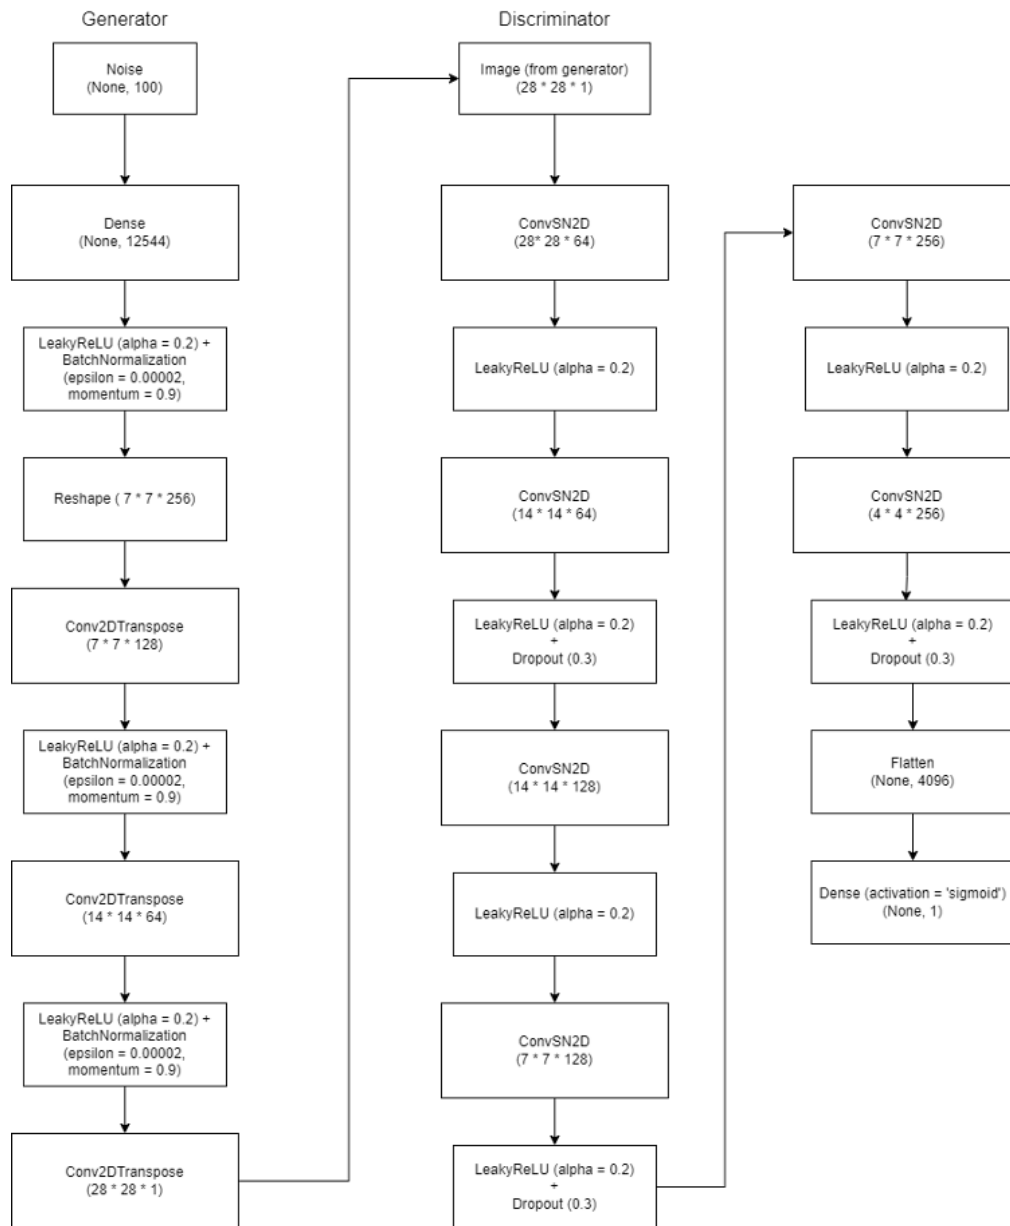 Generator
Noise
(None, 100)
Dense
(None, 12544)
LeakyReLU (alpha = 0.2) +
BatchNormalization
(epsilon = 0.00002,
momentum = 0.9)
Reshape ( 7 * 7 * 256)
Conv2DTranspose
(7 * 7 * 128)
LeakyReLU (alpha = 0.2) +
BatchNormalization
(epsilon = 0.00002,
momentum = 0.9)
Conv2DTranspose
(14 * 14 * 64)
LeakyReLU (alpha = 0.2) +
BatchNormalization
(epsilon = 0.00002,
momentum = 0.9)
Conv2DTranspose
(28 * 28 * 1)
Discriminator
Image (from generator)
(28 * 28 * 1)
ConvSN2D
(28* 28 * 64)
LeakyReLU (alpha = 0.2)
ConvSN2D
(14 * 14 * 64)
LeakyReLU (alpha = 0.2)
+
Dropout (0.3)
ConvSN2D
(14 * 14 * 128)
LeakyReLU (alpha = 0.2)
ConvSN2D
(7 * 7 * 128)
LeakyReLU (alpha = 0.2)
+
Dropout (0.3)
ConvSN2D
(7 * 7 * 256)
LeakyReLU (alpha = 0.2)
ConvSN2D
(4 * 4 * 256)
LeakyReLU (alpha = 0.2)
+
Dropout (0.3)
Flatten
(None, 4096)
Dense (activation = 'sigmoid')
(None, 1)